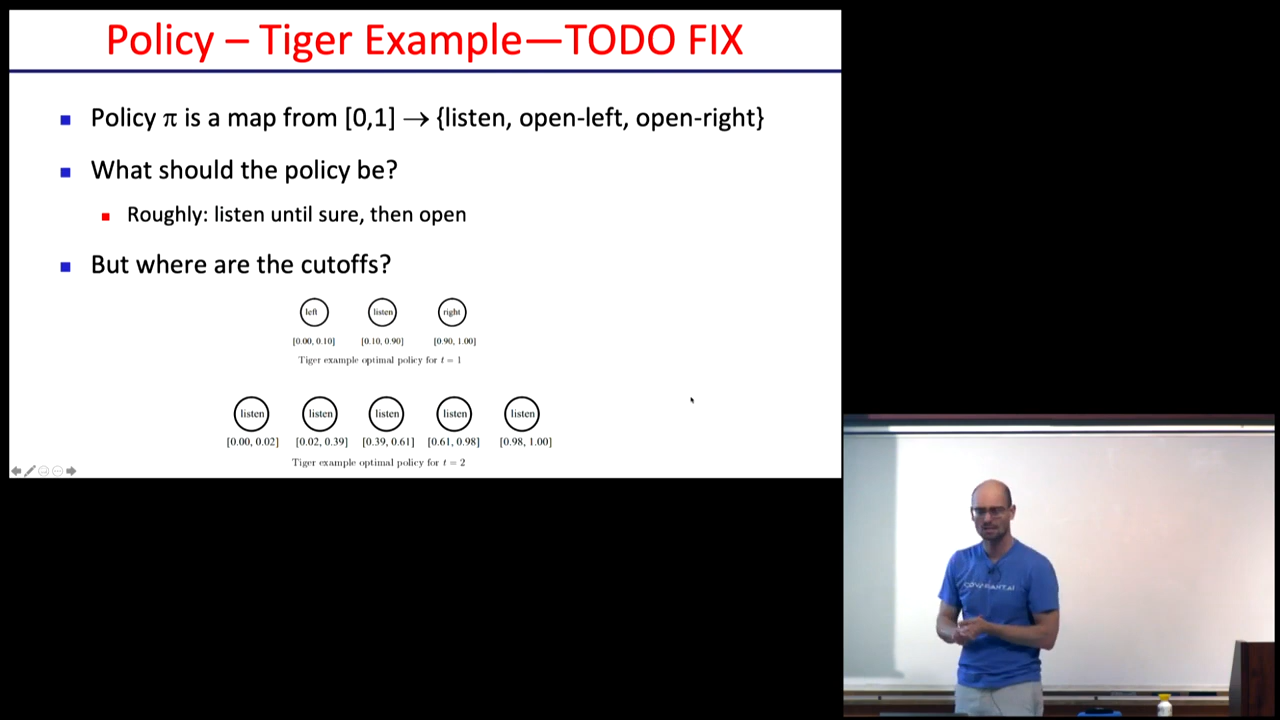 Policy – Tiger Example—TODO FIX
Policy π is a map from [0,1] → {listen, open-left, open-right}
What should the policy be?
Roughly: listen until sure, then open
But where are the cutoffs?
left listen right
[0.00, 0.10] [0.10, 0.90] [0.90, 1.00]
Tiger example optimal policy for t = 1
listen listen listen listen listen
[0.00, 0.02] [0.02, 0.39] [0.39, 0.61] [0.61, 0.98] [0.98, 1.00]
Tiger example optimal policy for t = 2
COVARIANT.AI